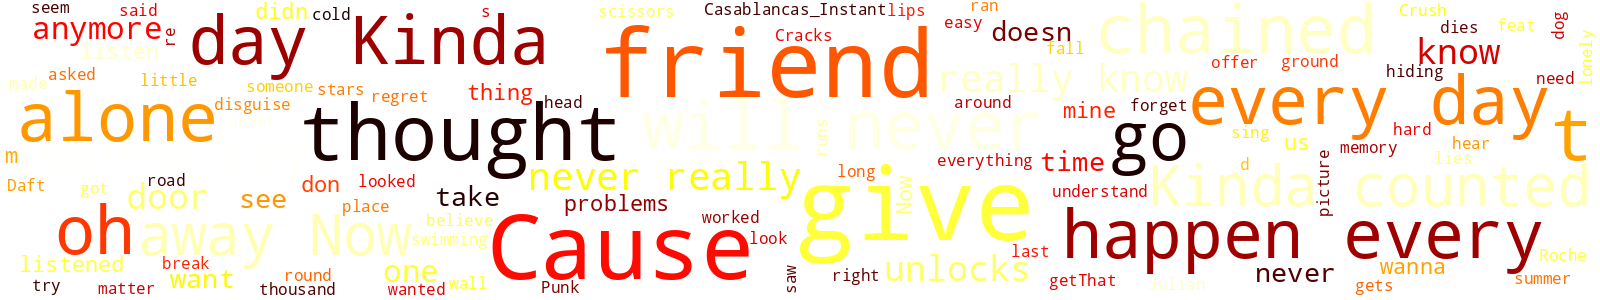 seem said didn cold s scissors Casablancas_Instant lips ran Crush dies feat dog
anymore re day Kinda friend Cracks easy doesn chained know lonely
listen fall
made asked little someone stars regret thing head really know offer ground hiding need
alone disguise thought will never around mine forget every day t
runs go sing us hard hear
m memory lies
Daft got road don looked never really long everything time d picture
door see place take problems give Now understand Kinda counted
oh away Now believe Cause worked happen every
swimming look
listened break want round one wall saw right unlocks last never wanna Roche
try matter thousand wanted Punk getThat Julian gets summer